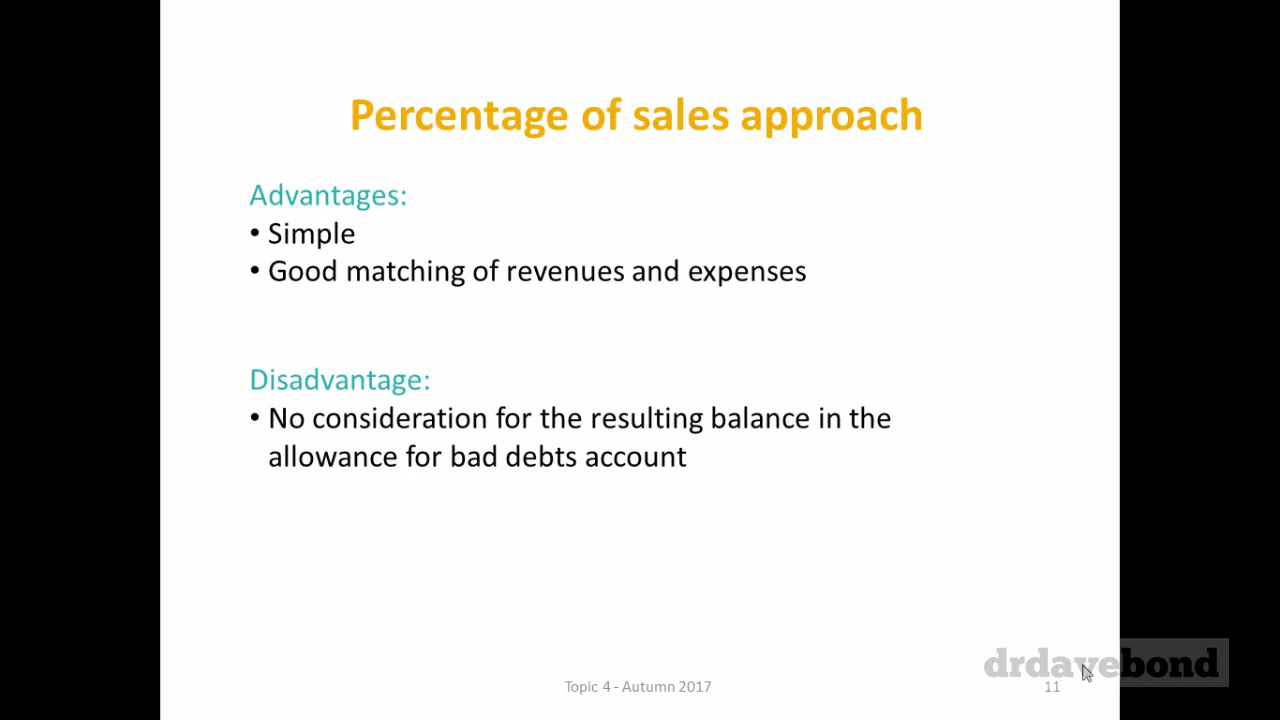 Percentage of sales approach
Advantages:
• Simple
• Good matching of revenues and expenses
Disadvantage:
• No consideration for the resulting balance in the
allowance for bad debts account
drdavebond
Topic 4 - Autumn 2017
11